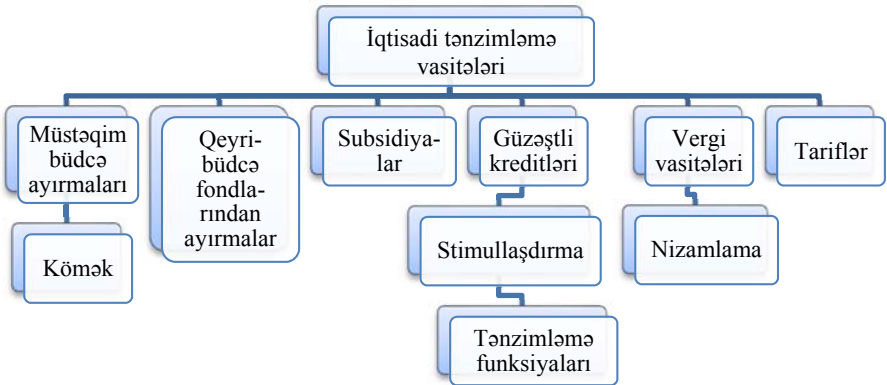 İqtisadi tənzimləmə
vasitələri
Müstəqim
büdcə
ayırmaları
Qeyri-
büdcə
fondla-
rından
ayırmalar
Subsidiya-
lar
Güzəştli
kreditləri
Vergi
vasitələri
Tariflər
Kömək
Stimullaşdırma
Nizamlama
Tənzimləmə
funksiyaları